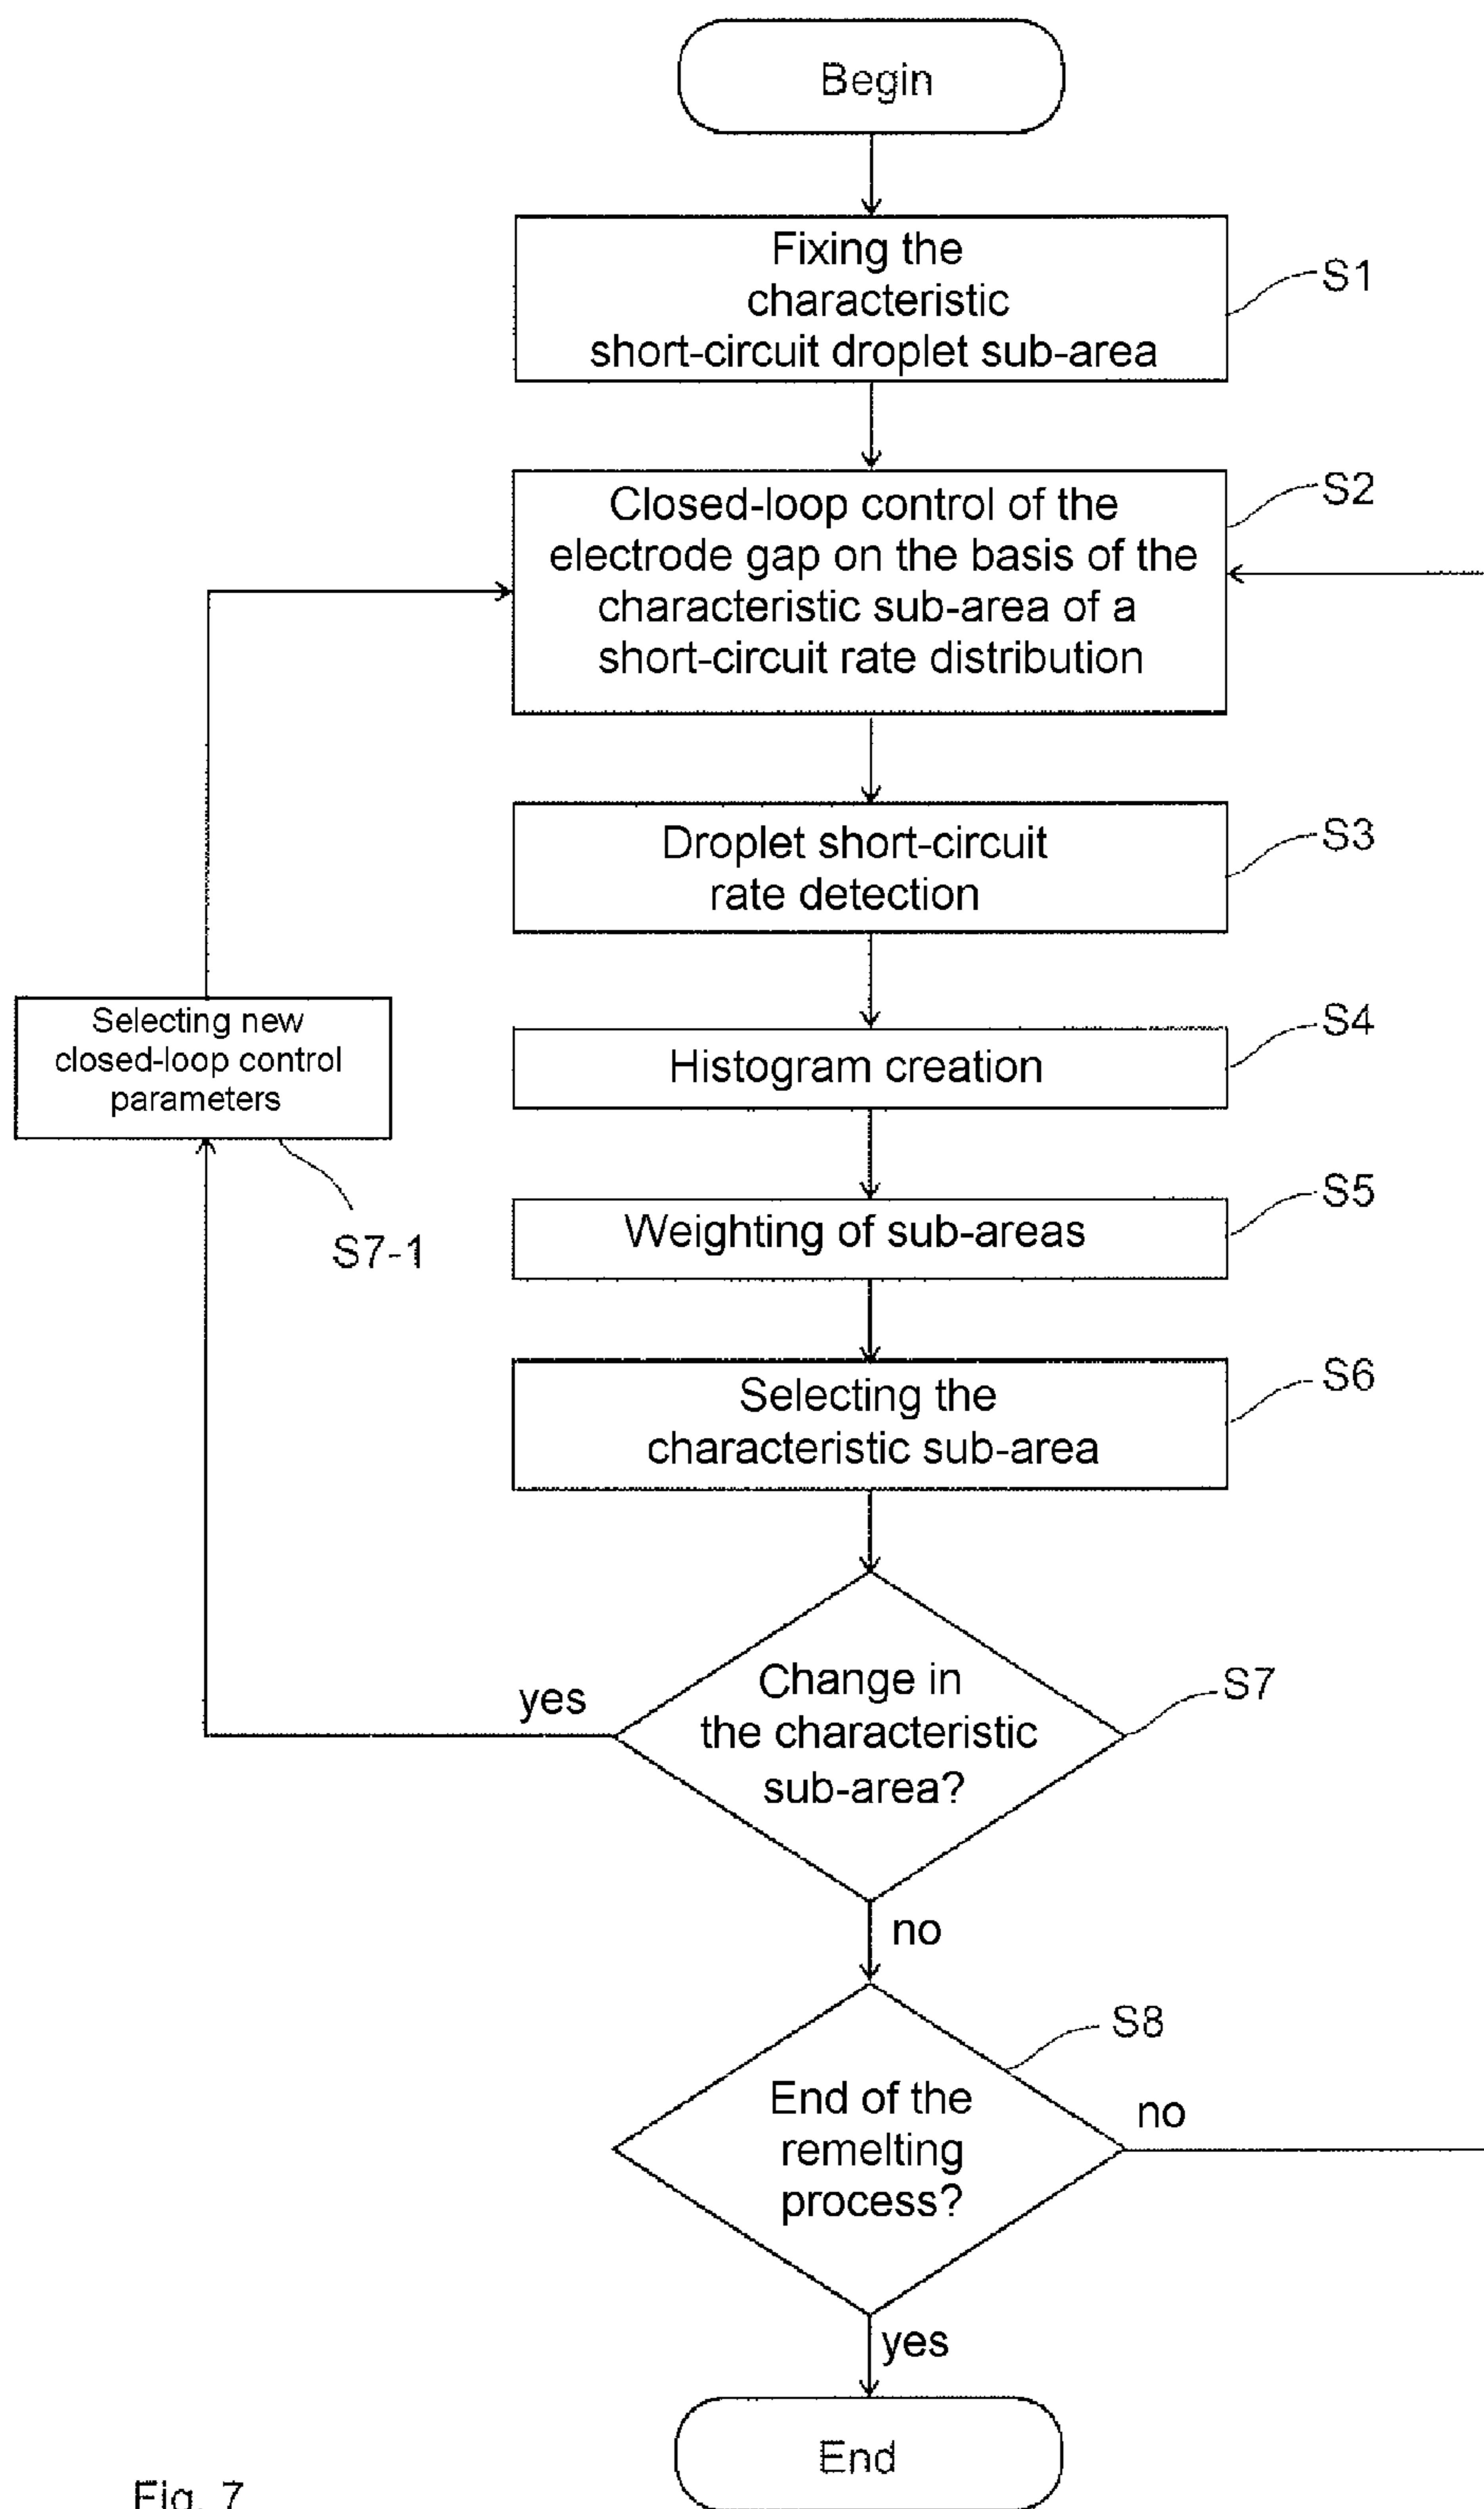 Begin
Fixing the
characteristic
short-circuit droplet sub-area
S1
Closed-loop control of the
electrode gap on the basis of the
characteristic sub-area of a
short-circuit rate distribution
S2
Droplet short-circuit
rate detection
S3
Selecting new
closed-loop control
parameters
S7-1
Histogram creation
S4
Weighting of sub-areas
S5
Selecting the
characteristic sub-area
S6
Change in
the characteristic
sub-area?
S7
yes
no
End of the
remelting
process?
S8
no
yes
End
Fig. 7